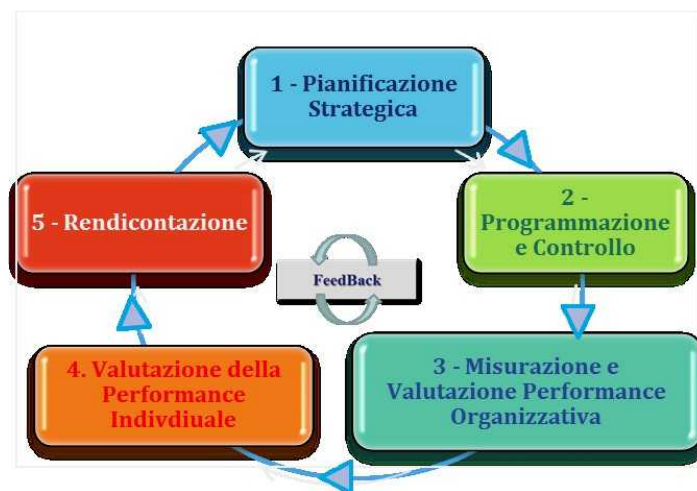 1 - Pianificazione
Strategica
2 -
Programmazione
e Controllo
3 - Misurazione e
Valutazione Performance
Organizzativa
4. Valutazione della
Performance
Indivdiuale
5 - Rendicontazione
FeedBack